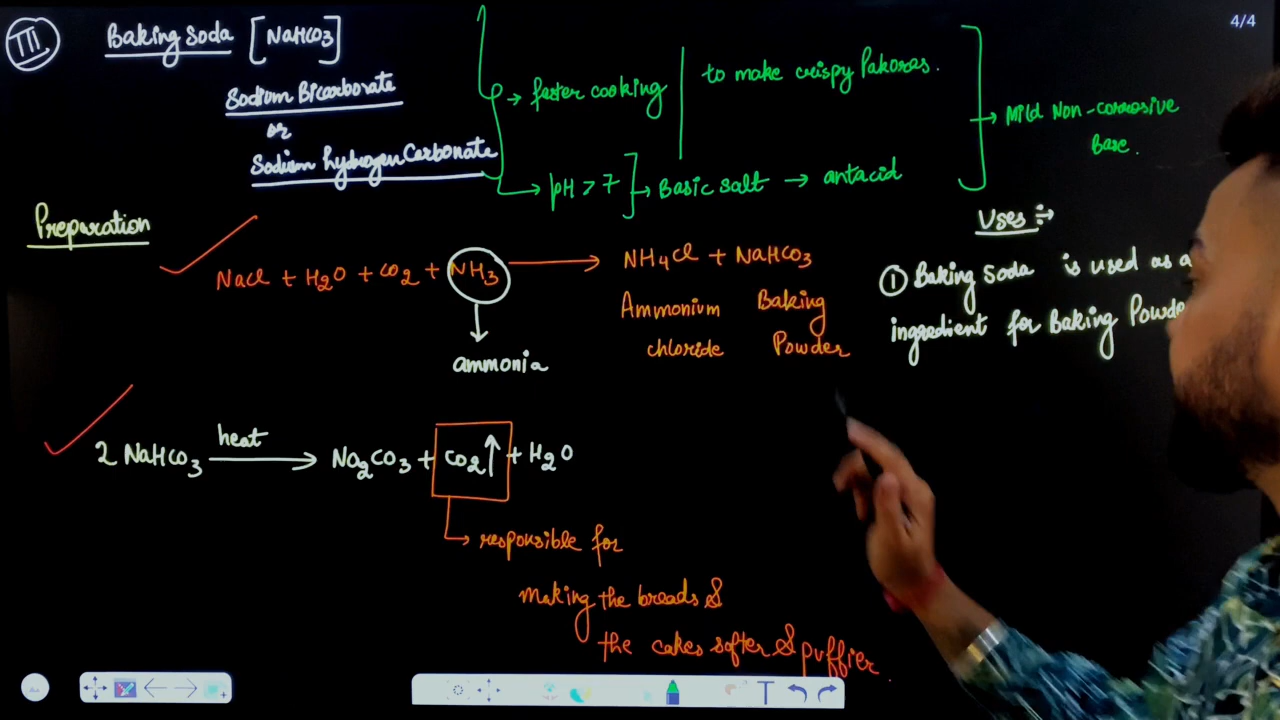 III Baking Soda [NaHCO3]
Sodium Bicarbonate
or
Sodium hydrogen Carbonate
→ faster cooking | to make crispy Pakoras.
→ pH > 7 ] → Basic salt → antacid
→ Mild Non-corrosive
Base.
4/4
Preparation
NaCl + H2O + CO2 + NH3 → NH4Cl + NaHCO3
Ammonium Baking
chloride Powder
ammonia
2 NaHCO3 heat → Na2CO3 + CO2↑ + H2O
→ responsible for
making the breads &
the cakes softer & puffier.
Uses :→
① Baking soda is used as a
ingredient for Baking Powde
T